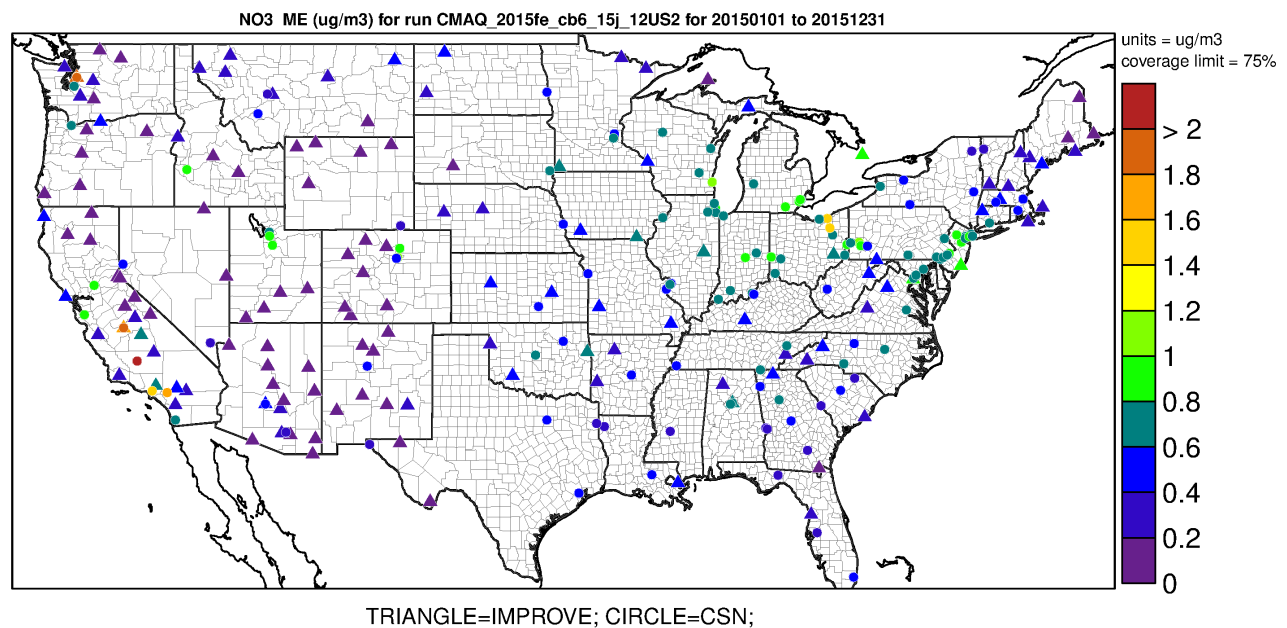 NO3 ME (ug/m3) for run CMAQ_2015fe_cb6_15j_12US2 for 20150101 to 20151231
units = ug/m3
coverage limit = 75%
> 2
1.8
1.6
1.4
1.2
1
0.8
0.6
0.4
0.2
0
TRIANGLE=IMPROVE; CIRCLE=CSN;